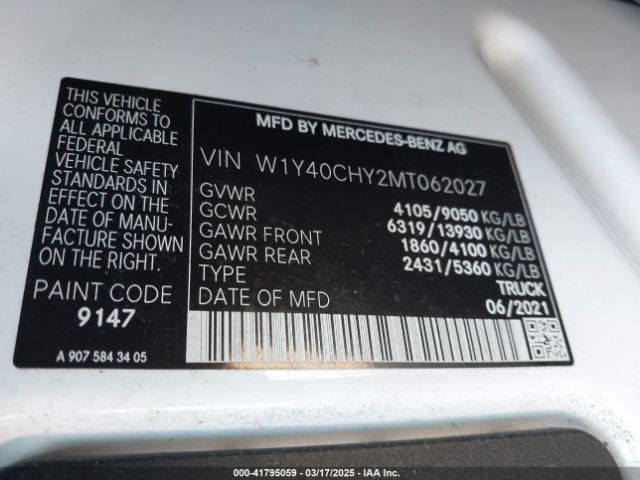 THIS VEHICLE
CONFORMS TO
ALL APPLICABLE
FEDERAL
VEHICLE SAFETY
STANDARDS IN
EFFECT ON THE
DATE OF MANU-
FACTURE SHOWN
ON THE RIGHT.
PAINT CODE
9147
A 907 584 34 05
MFD BY MERCEDES-BENZ AG
VIN W1Y40CHY2MT062027
GVWR 4105/9050 KG/LB
GCWR 6319/13930 KG/LB
GAWR FRONT 1860/4100 KG/LB
GAWR REAR 2431/5360 KG/LB
TYPE TRUCK
DATE OF MFD 06/2021
000-41795059 — 03/17/2025 — IAA Inc.